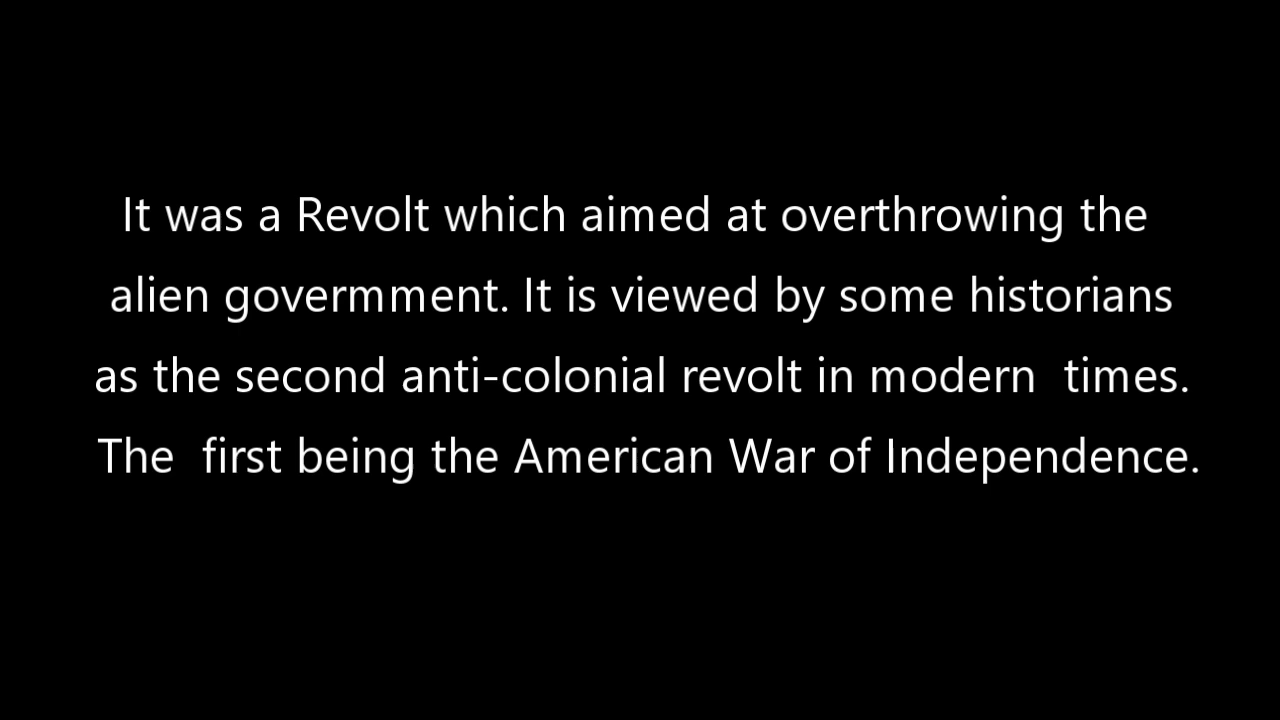 It was a Revolt which aimed at overthrowing the
alien govermment. It is viewed by some historians
as the second anti-colonial revolt in modern  times.
The  first being the American War of Independence.